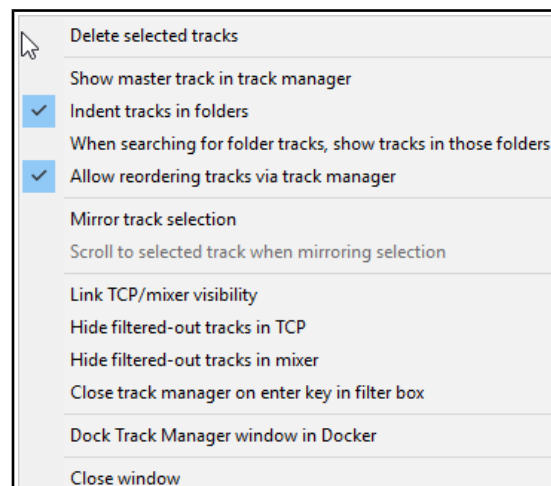 Delete selected tracks
Show master track in track manager
Indent tracks in folders
When searching for folder tracks, show tracks in those folders
Allow reordering tracks via track manager
Mirror track selection
Scroll to selected track when mirroring selection
Link TCP/mixer visibility
Hide filtered-out tracks in TCP
Hide filtered-out tracks in mixer
Close track manager on enter key in filter box
Dock Track Manager window in Docker
Close window